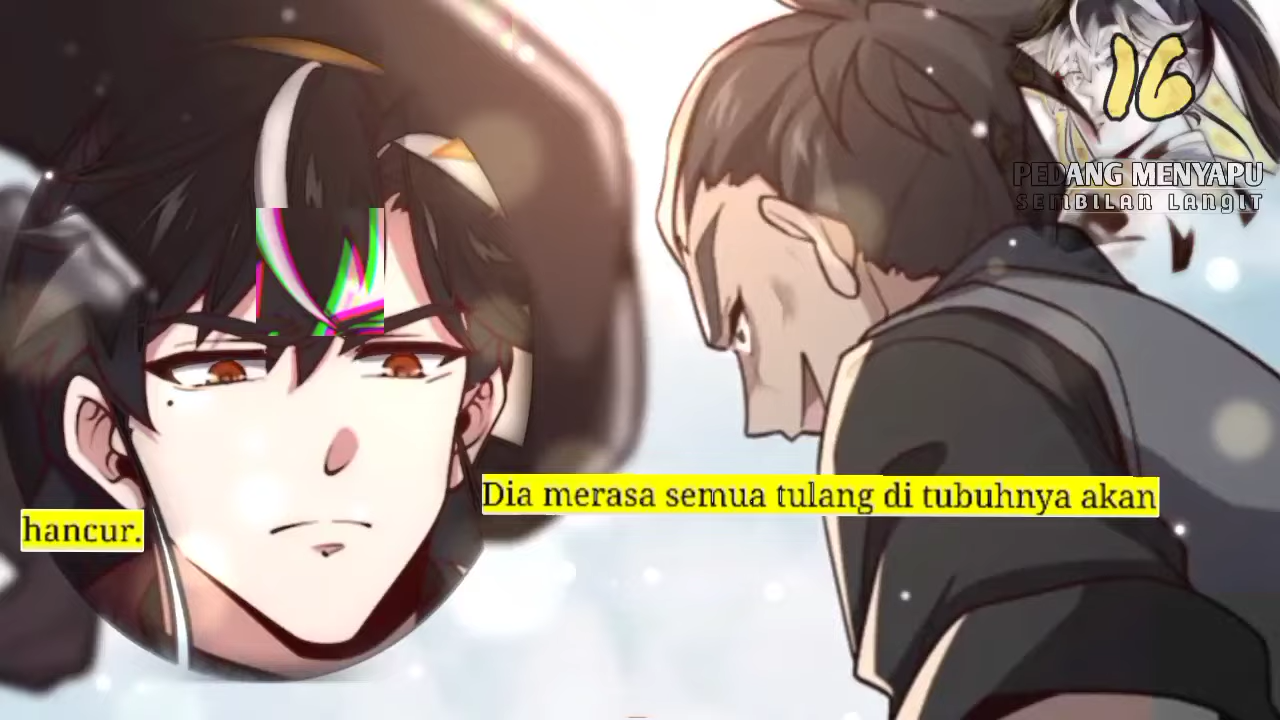 16
PEDANG MENYAPU
SEMBILAN LANGIT
Dia merasa semua tulang di tubuhnya akan
hancur.